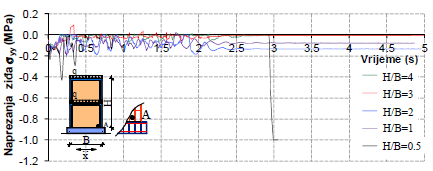 Naprezanja ziđa σyy (MPa)
0.2
0.0
-0.2
-0.4
-0.6
-0.8
-1.0
-1.2
0 0.5 1 1.5 2 2.5 3 3.5 4 4.5 5
Vrijeme (s)
H/B=4
H/B=3
H/B=2
H/B=1
H/B=0.5
H
A
B
ẍ
A